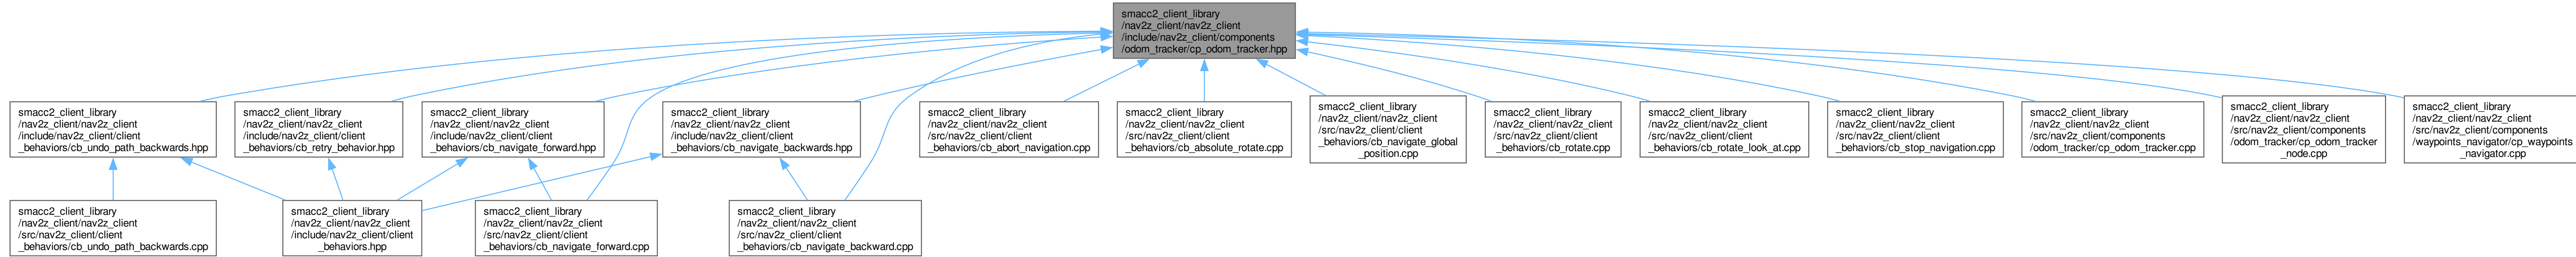 smacc2_client_library
/nav2z_client/nav2z_client
/include/nav2z_client/components
/odom_tracker/cp_odom_tracker.hpp
smacc2_client_library
/nav2z_client/nav2z_client
/include/nav2z_client/client
_behaviors/cb_undo_path_backwards.hpp
smacc2_client_library
/nav2z_client/nav2z_client
/include/nav2z_client/client
_behaviors/cb_retry_behavior.hpp
smacc2_client_library
/nav2z_client/nav2z_client
/include/nav2z_client/client
_behaviors/cb_navigate_forward.hpp
smacc2_client_library
/nav2z_client/nav2z_client
/include/nav2z_client/client
_behaviors/cb_navigate_backwards.hpp
smacc2_client_library
/nav2z_client/nav2z_client
/src/nav2z_client/client
_behaviors/cb_abort_navigation.cpp
smacc2_client_library
/nav2z_client/nav2z_client
/src/nav2z_client/client
_behaviors/cb_absolute_rotate.cpp
smacc2_client_library
/nav2z_client/nav2z_client
/src/nav2z_client/client
_behaviors/cb_navigate_global
_position.cpp
smacc2_client_library
/nav2z_client/nav2z_client
/src/nav2z_client/client
_behaviors/cb_rotate.cpp
smacc2_client_library
/nav2z_client/nav2z_client
/src/nav2z_client/client
_behaviors/cb_rotate_look_at.cpp
smacc2_client_library
/nav2z_client/nav2z_client
/src/nav2z_client/client
_behaviors/cb_stop_navigation.cpp
smacc2_client_library
/nav2z_client/nav2z_client
/src/nav2z_client/components
/odom_tracker/cp_odom_tracker.cpp
smacc2_client_library
/nav2z_client/nav2z_client
/src/nav2z_client/components
/odom_tracker/cp_odom_tracker
_node.cpp
smacc2_client_library
/nav2z_client/nav2z_client
/src/nav2z_client/components
/waypoints_navigator/cp_waypoints
_navigator.cpp
smacc2_client_library
/nav2z_client/nav2z_client
/src/nav2z_client/client
_behaviors/cb_undo_path_backwards.cpp
smacc2_client_library
/nav2z_client/nav2z_client
/include/nav2z_client/client
_behaviors.hpp
smacc2_client_library
/nav2z_client/nav2z_client
/src/nav2z_client/client
_behaviors/cb_navigate_forward.cpp
smacc2_client_library
/nav2z_client/nav2z_client
/src/nav2z_client/client
_behaviors/cb_navigate_backward.cpp